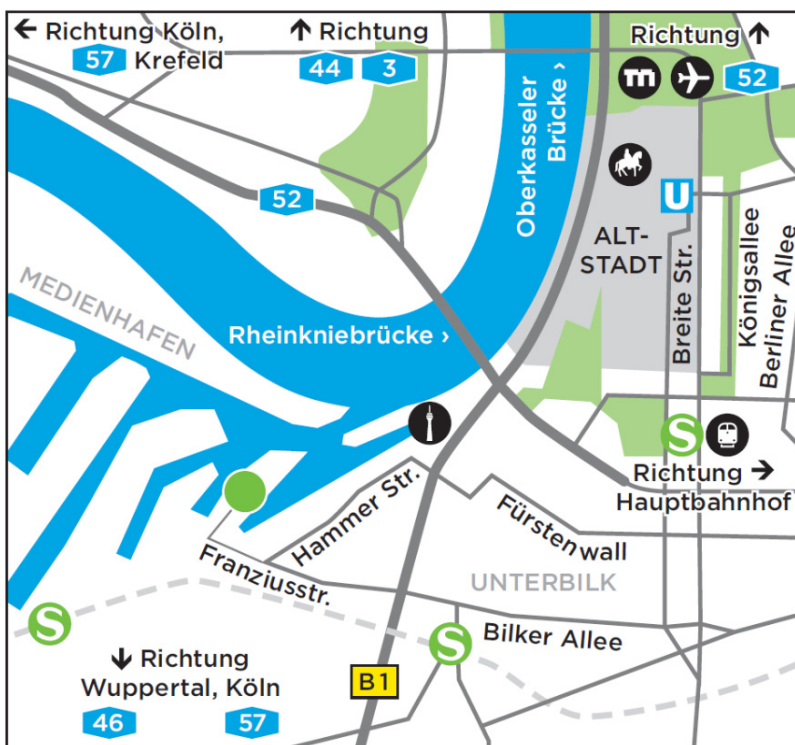 ← Richtung Köln,
57 Krefeld
↑ Richtung
44 3
Richtung ↑
52
Oberkasseler
Brücke ›
52
U
ALT-
STADT
Breite Str.
Königsallee
Berliner Allee
MEDIENHAFEN
Rheinkniebrücke ›
S
Richtung →
Hauptbahnhof
Hammer Str.
Fürstenwall
Franziusstr.
UNTERBILK
S
S
Bilker Allee
↓ Richtung
Wuppertal, Köln
46 57
B 1